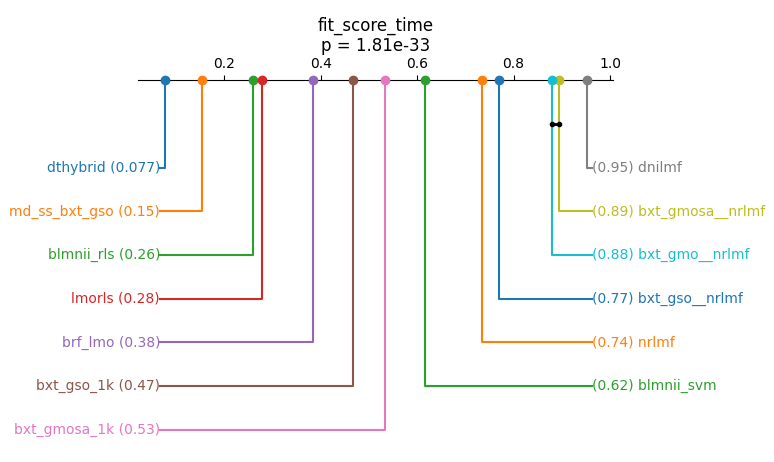 fit_score_time
p = 1.81e-33
0.2 0.4 0.6 0.8 1.0
dthybrid (0.077)
(0.95) dnilmf
md_ss_bxt_gso (0.15)
(0.89) bxt_gmosa__nrlmf
blmnii_rls (0.26)
(0.88) bxt_gmo__nrlmf
lmorls (0.28)
(0.77) bxt_gso__nrlmf
brf_lmo (0.38)
(0.74) nrlmf
bxt_gso_1k (0.47)
(0.62) blmnii_svm
bxt_gmosa_1k (0.53)